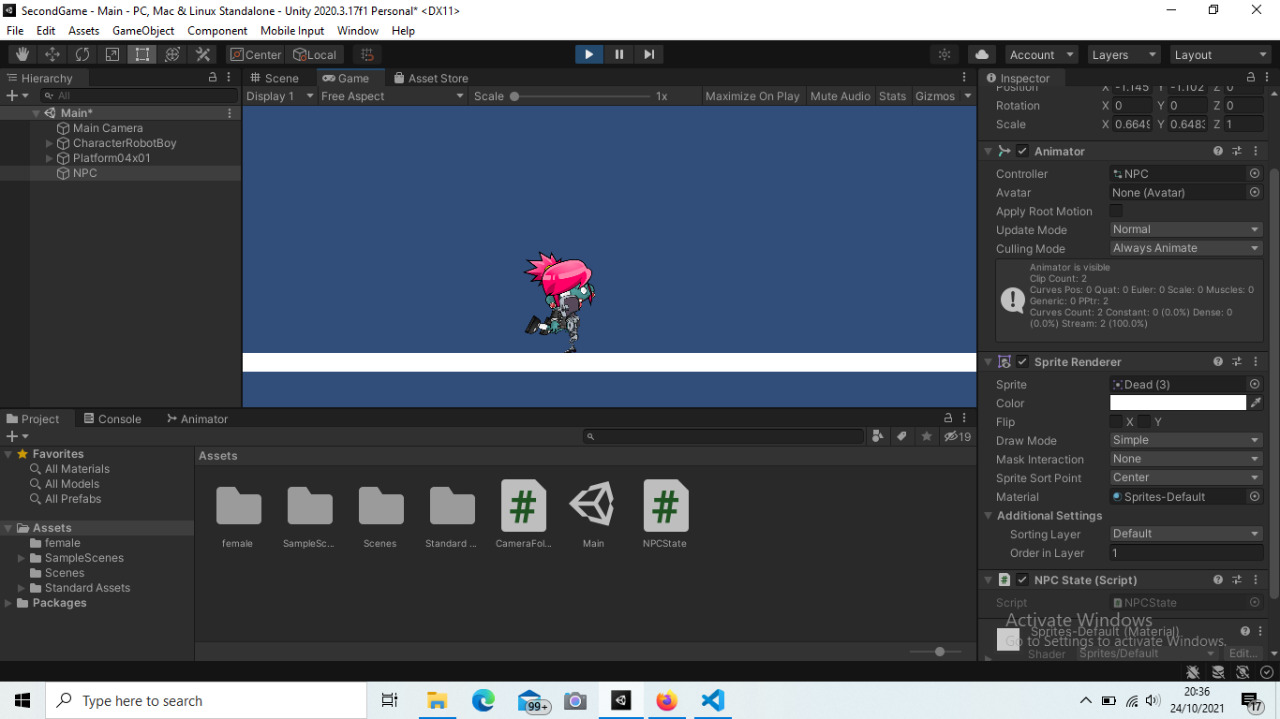 SecondGame - Main - PC, Mac & Linux Standalone - Unity 2020.3.17f1 Personal* <DX11>
File Edit Assets GameObject Component Mobile Input Window Help
Center Local Account Layers Layout
Hierarchy Scene Game Asset Store Inspector
All Display 1 Free Aspect Scale 1x Maximize On Play Mute Audio Stats Gizmos
Main*
Main Camera
CharacterRobotBoy
Platform04x01
NPC
Position X -1.145 Y -1.102 Z 0
Rotation X 0 Y 0 Z 0
Scale X 0.6649 Y 0.6483 Z 1
Animator
Controller NPC
Avatar None (Avatar)
Apply Root Motion
Update Mode Normal
Culling Mode Always Animate
Animator is visible
Clip Count: 2
Curves Pos: 0 Quat: 0 Euler: 0 Scale: 0 Muscles: 0
Generic: 0 PPtr: 2
Curves Count: 2 Constant: 0 (0.0%) Dense: 0
(0.0%) Stream: 2 (100.0%)
Sprite Renderer
Sprite Dead (3)
Color
Flip X Y
Draw Mode Simple
Mask Interaction None
Sprite Sort Point Center
Material Sprites-Default
Additional Settings
Sorting Layer Default
Order in Layer 1
NPC State (Script)
Script NPCState
Sprites-Default (Material)
Shader Sprites/Default Edit...
Activate Windows
Go to Settings to activate Windows.
Project Console Animator
19
Favorites
All Materials
All Models
All Prefabs
Assets
female
SampleScenes
Scenes
Standard Assets
Packages
Assets
female SampleSc... Scenes Standard ... CameraFol... Main NPCState
Type here to search
99+
20:36
24/10/2021
17